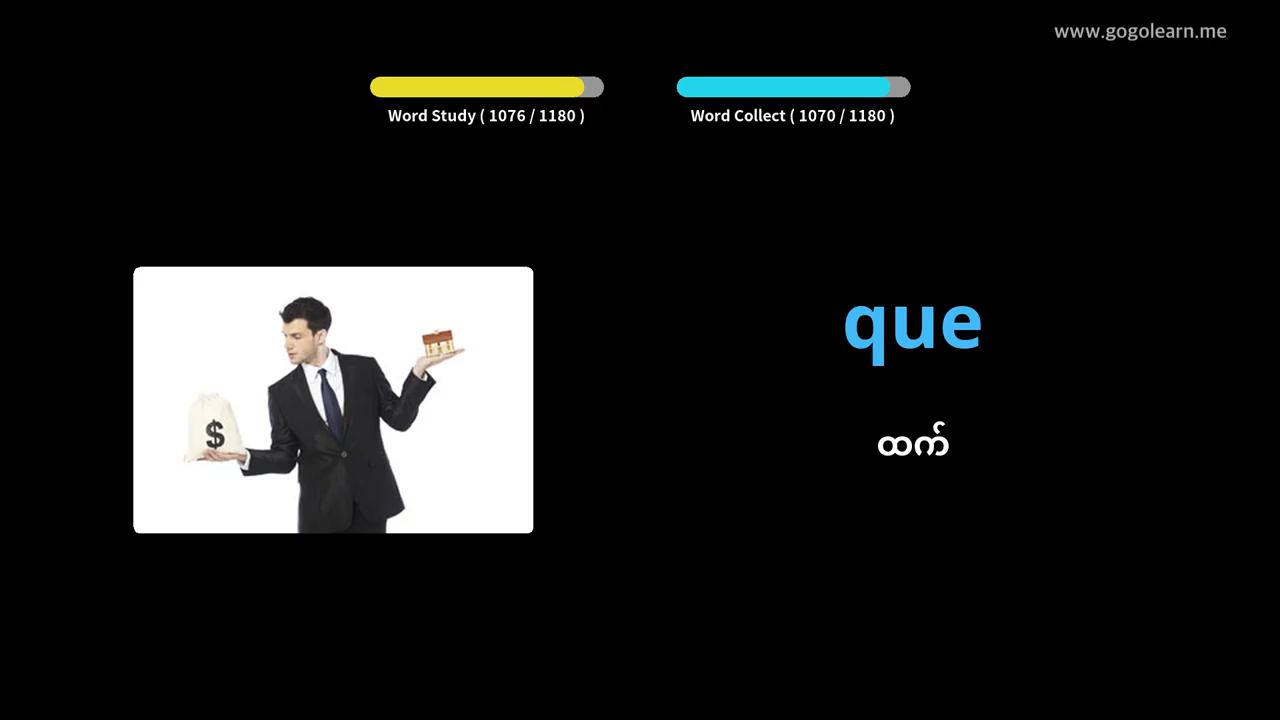 www.gogolearn.me
Word Study ( 1076 / 1180 )
Word Collect ( 1070 / 1180 )
que
$
ထက်